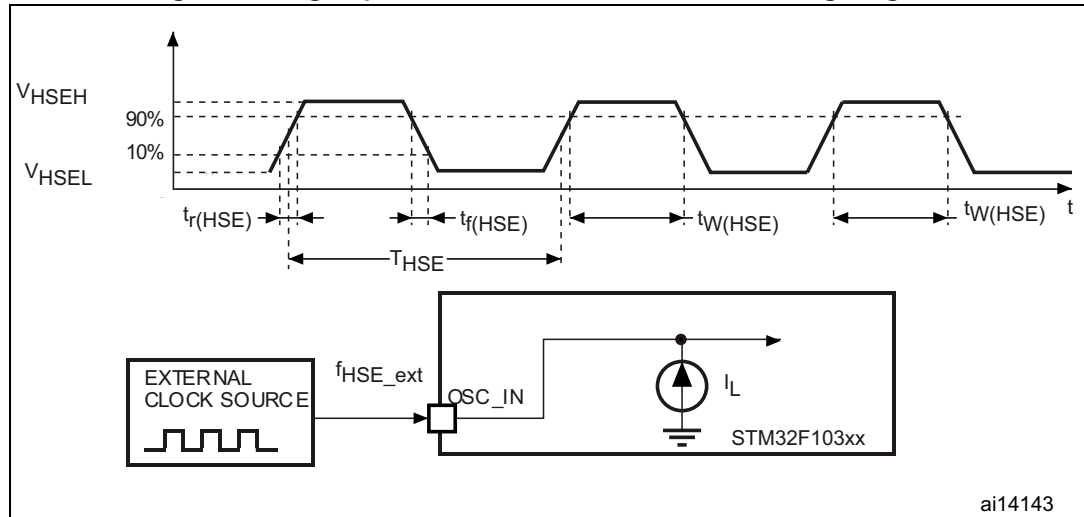 VHSEH
90%
10%
VHSEL
tr(HSE)
tf(HSE)
tW(HSE)
tW(HSE)
t
THSE
EXTERNAL
CLOCK SOURCE
fHSE_ext
OSC_IN
IL
STM32F103xx
ai14143